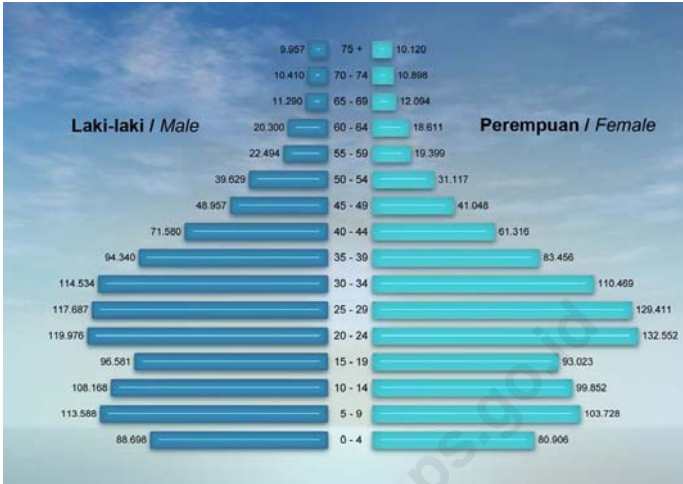 9.957 75 + 10.120
10.410 70 - 74 10.898
11.290 65 - 69 12.094
Laki-laki / Male Perempuan / Female
20.300 60 - 64 18.611
22.494 55 - 59 19.399
39.629 50 - 54 31.117
48.957 45 - 49 41.048
71.580 40 - 44 61.316
94.340 35 - 39 83.456
114.534 30 - 34 110.469
117.687 25 - 29 129.411
119.976 20 - 24 132.552
96.581 15 - 19 93.023
108.168 10 - 14 99.852
113.588 5 - 9 103.728
88.698 0 - 4 80.906
ps.go.id